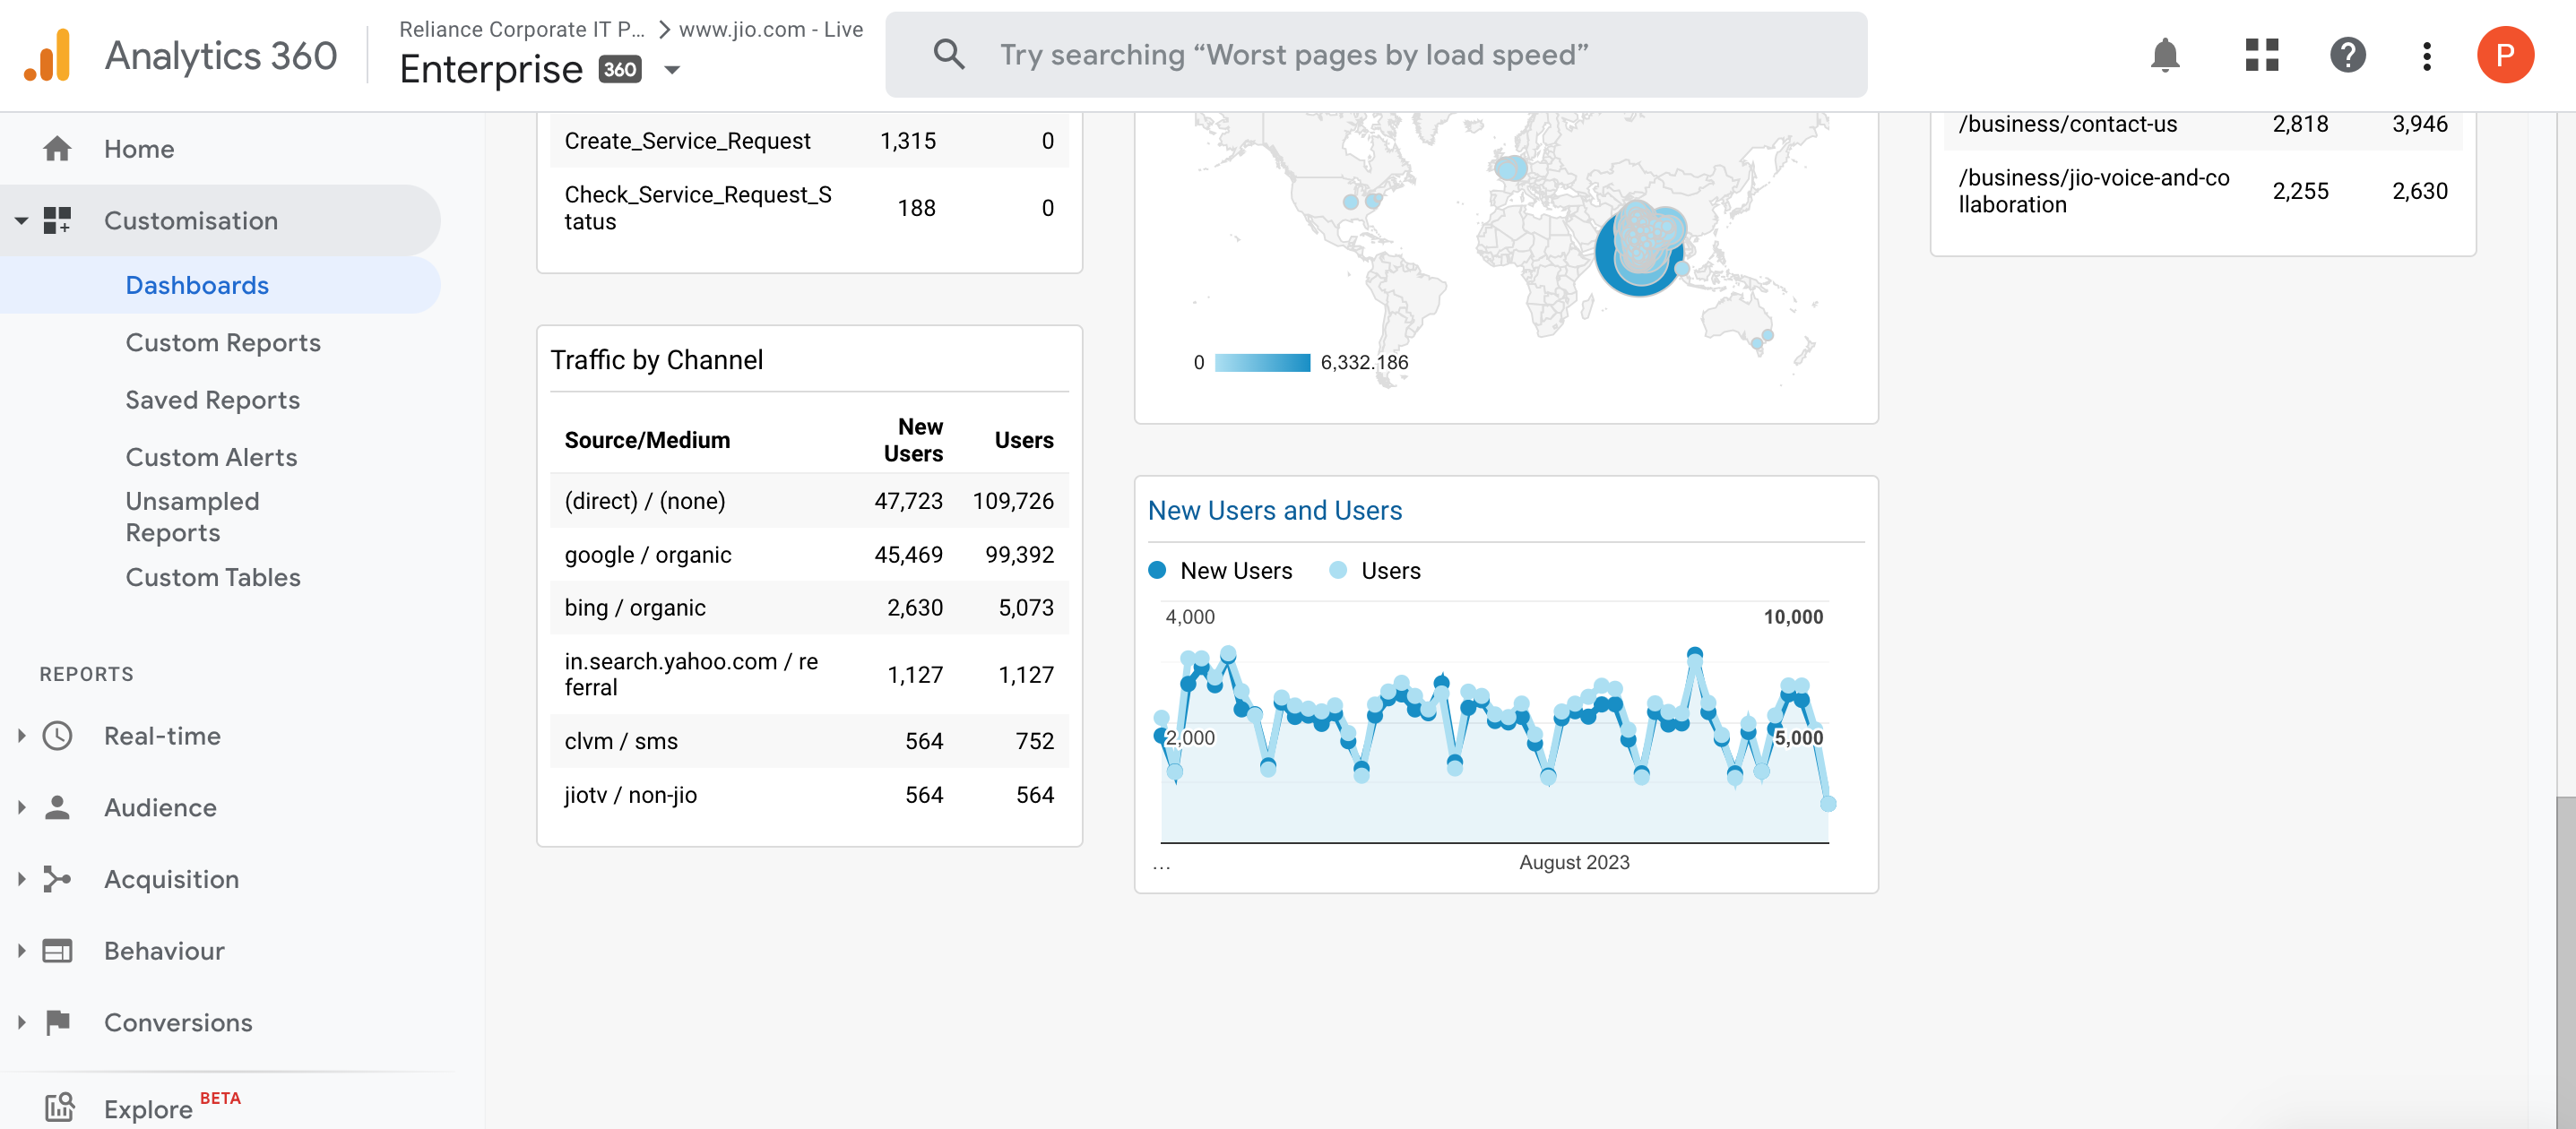 Analytics 360
Reliance Corporate IT P... > www.jio.com - Live
Enterprise 360
Try searching “Worst pages by load speed”
P
Home
Customisation
Dashboards
Custom Reports
Saved Reports
Custom Alerts
Unsampled
Reports
Custom Tables
REPORTS
Real-time
Audience
Acquisition
Behaviour
Conversions
Explore BETA
Create_Service_Request 1,315 0
Check_Service_Request_S
tatus 188 0
Traffic by Channel
Source/Medium New
Users Users
(direct) / (none) 47,723 109,726
google / organic 45,469 99,392
bing / organic 2,630 5,073
in.search.yahoo.com / re
ferral 1,127 1,127
clvm / sms 564 752
jiotv / non-jio 564 564
0 6,332.186
New Users and Users
New Users Users
4,000 10,000
2,000 5,000
... August 2023
/business/contact-us 2,818 3,946
/business/jio-voice-and-co
llaboration 2,255 2,630